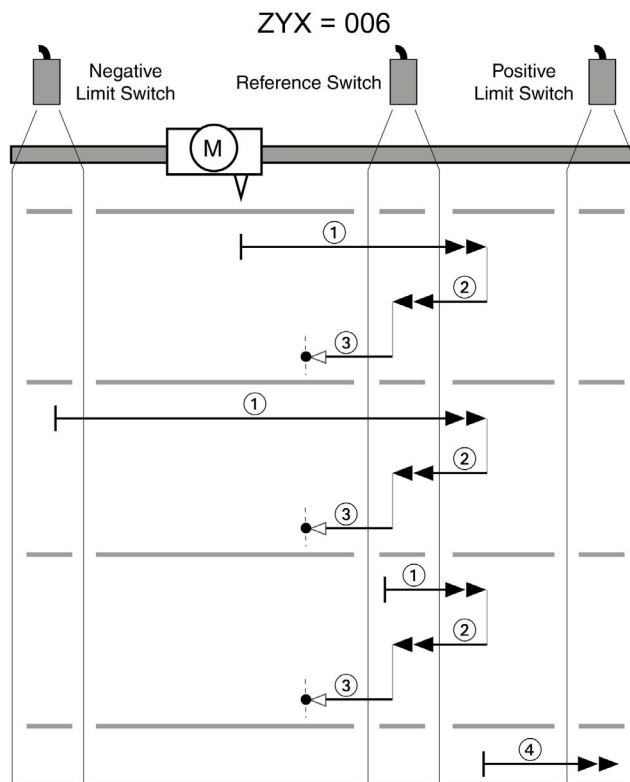 ZYX = 006
Negative
Limit Switch
Reference Switch
Positive
Limit Switch
M
1
2
3
1
2
3
1
2
3
4